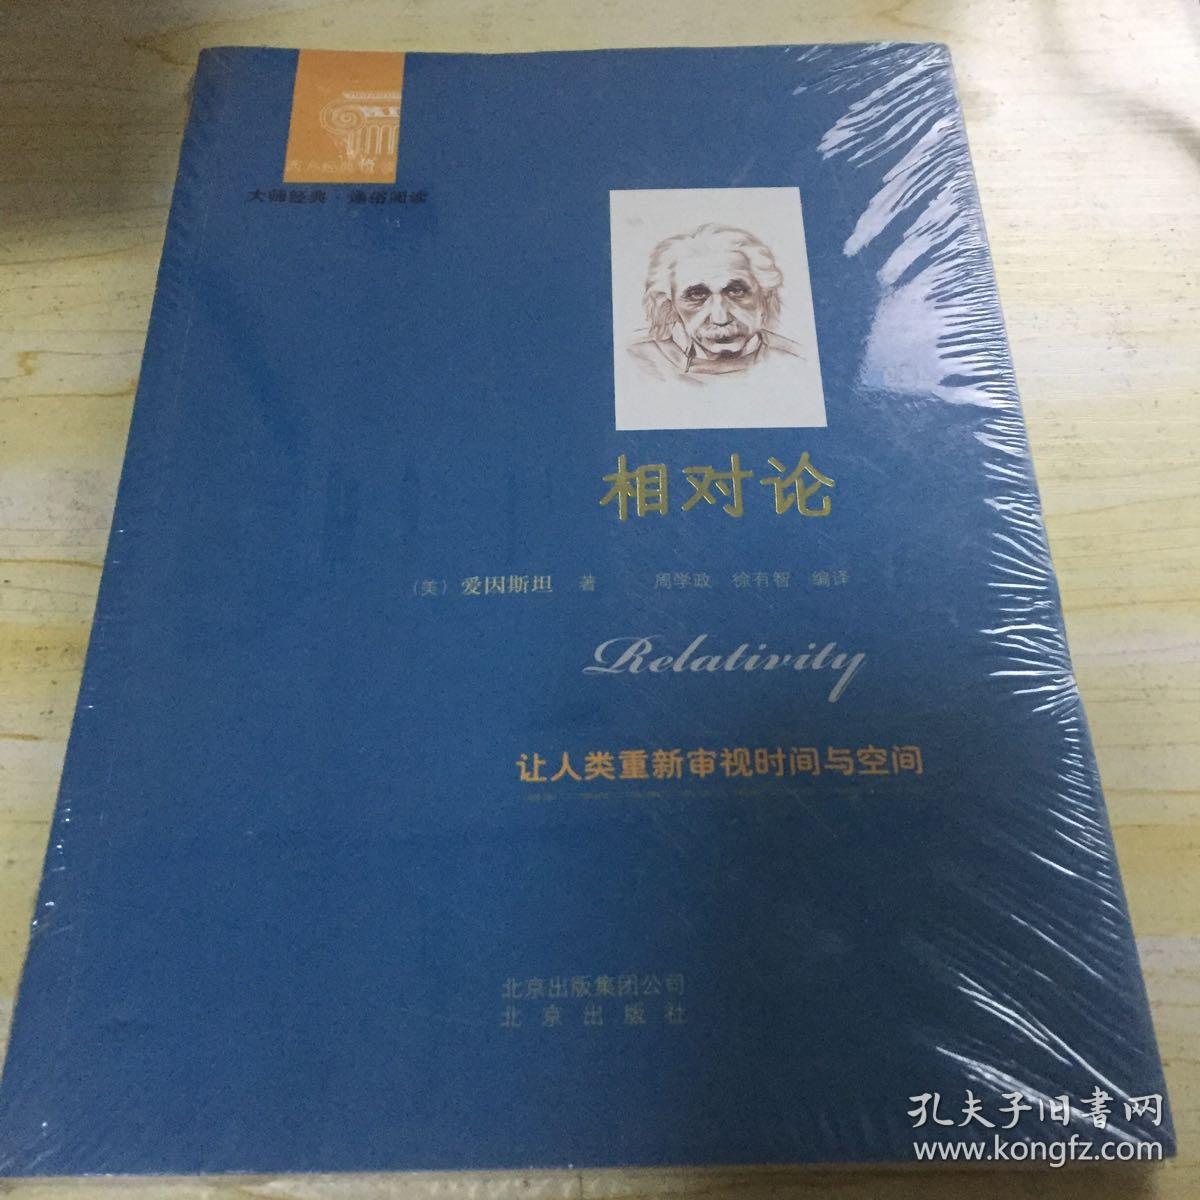 大师经典·通俗阅读
相对论
（美）爱因斯坦 著 周学政 徐有智 编译
Relativity
让人类重新审视时间与空间
北京出版集团公司
北京出版社
孔夫子旧书网
www.kongfz.com